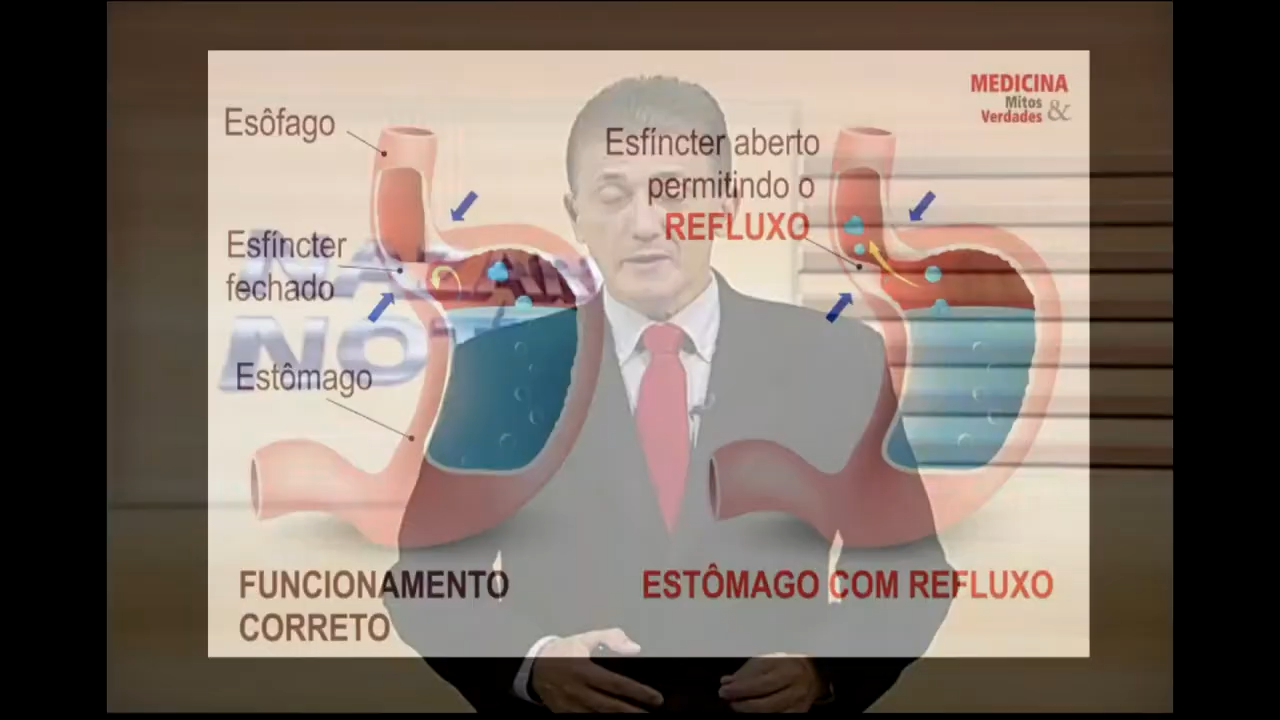 MEDICINA
Mitos
&
Verdades
Esôfago
Esfíncter
fechado
Estômago
Esfíncter aberto
permitindo o
REFLUXO
FUNCIONAMENTO
CORRETO
ESTÔMAGO COM REFLUXO